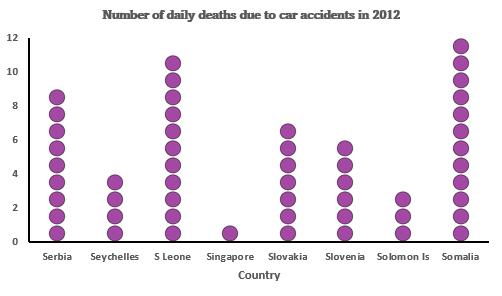 Number of daily deaths due to car accidents in 2012
12
10
8
6
4
2
0
Serbia Seychelles S Leone Singapore Slovakia Slovenia Solomon Is Somalia
Country